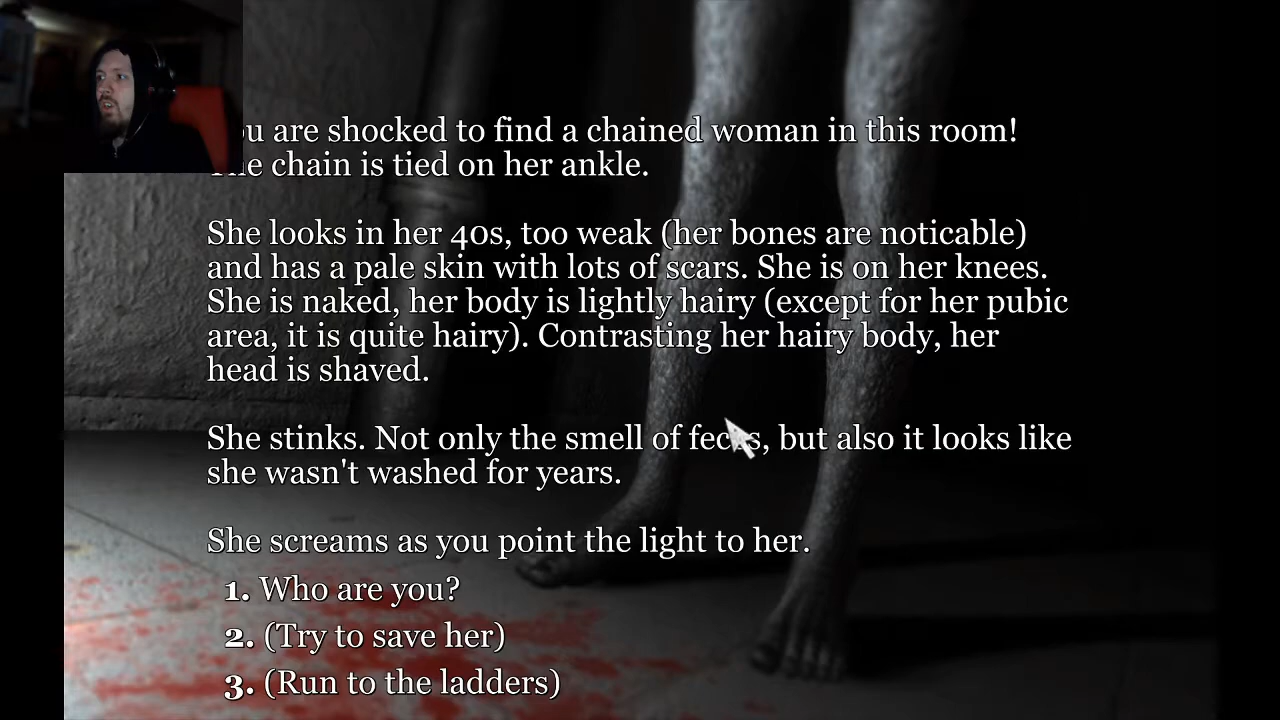 u are shocked to find a chained woman in this room!
e chain is tied on her ankle.
She looks in her 40s, too weak (her bones are noticable)
and has a pale skin with lots of scars. She is on her knees.
She is naked, her body is lightly hairy (except for her pubic
area, it is quite hairy). Contrasting her hairy body, her
head is shaved.
She stinks. Not only the smell of feces, but also it looks like
she wasn't washed for years.
She screams as you point the light to her.
1. Who are you?
2. (Try to save her)
3. (Run to the ladders)